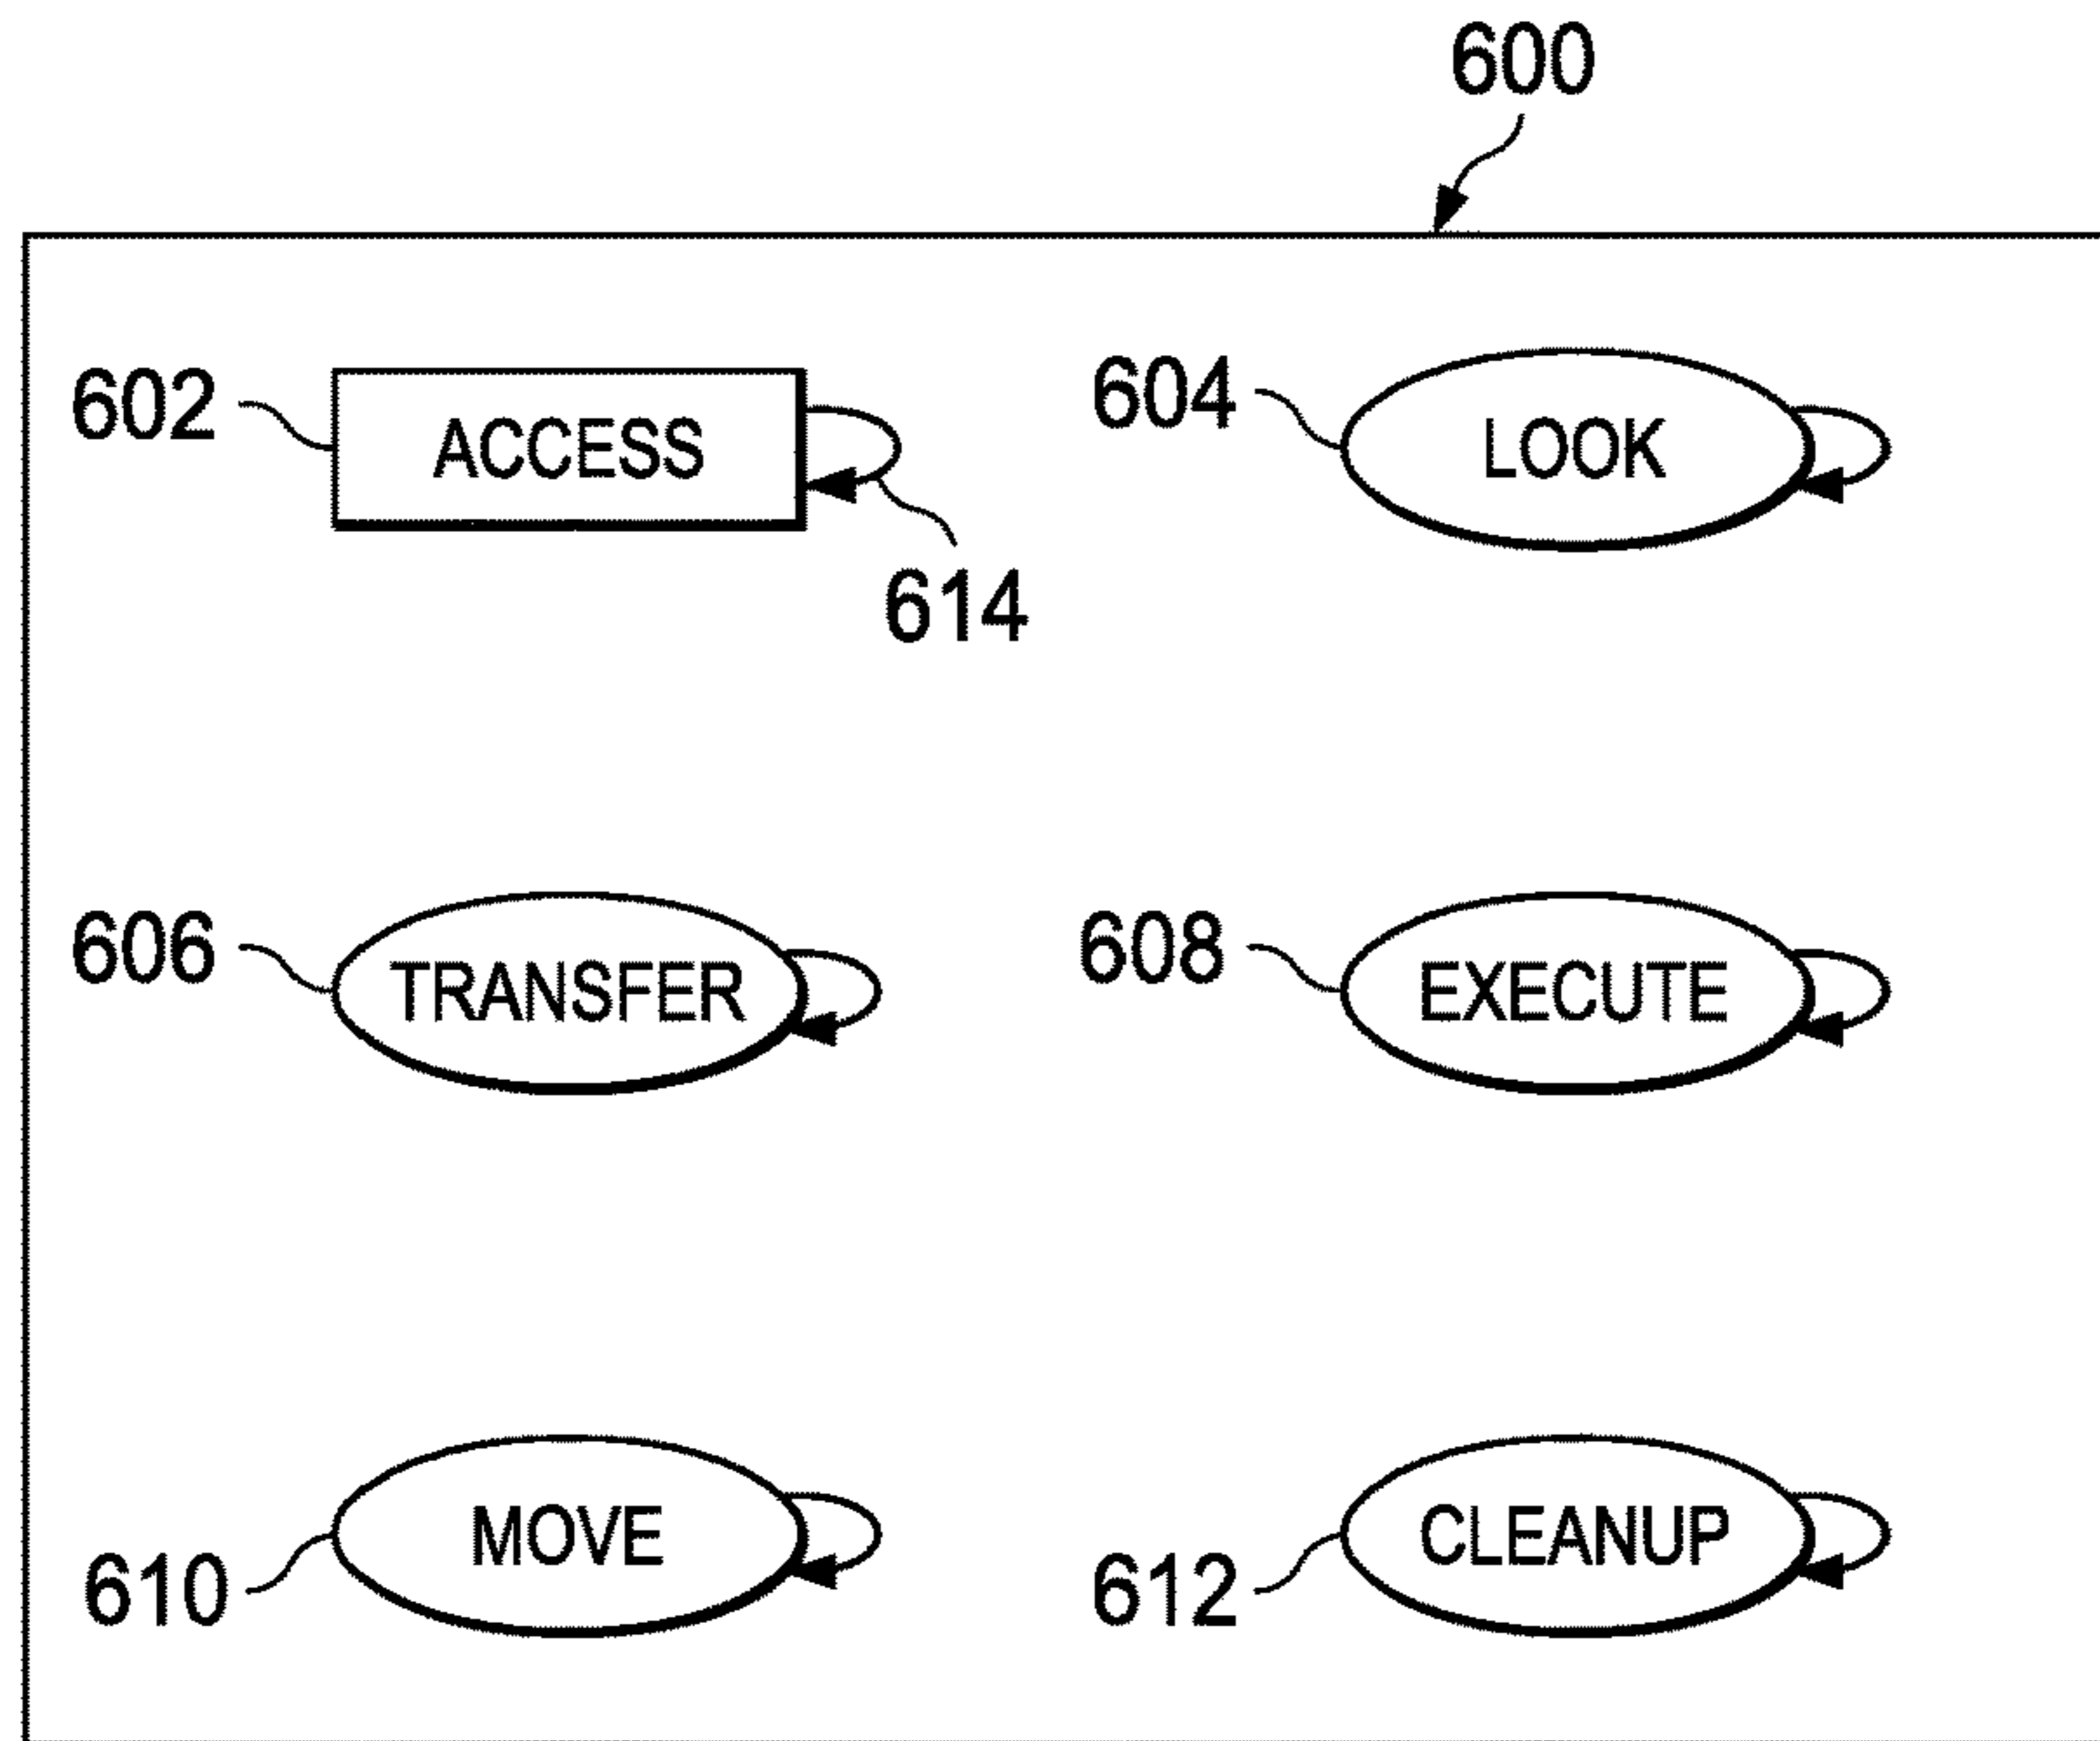 600
602 ACCESS 604 LOOK
614
606 TRANSFER 608 EXECUTE
610 MOVE 612 CLEANUP